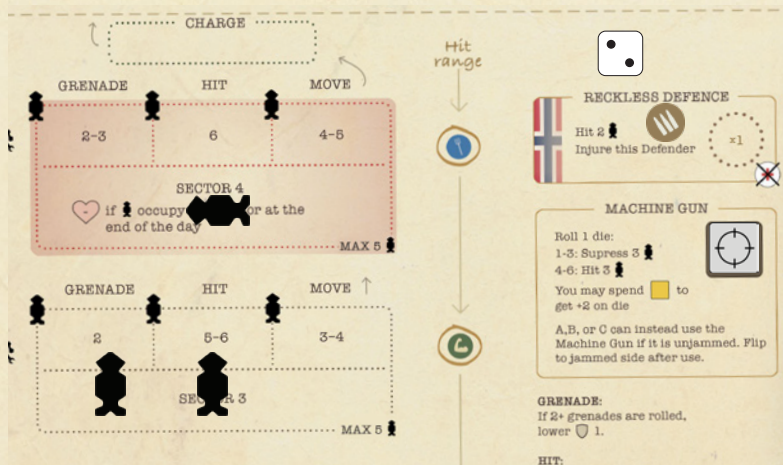 CHARGE
Hit
range
GRENADE HIT MOVE
2-3 6 4-5
SECTOR 4
if occupy or at the
end of the day
MAX 5
GRENADE HIT MOVE
2 5-6 3-4
SECTOR 3
MAX 5
RECKLESS DEFENCE
Hit 2
Injure this Defender
x1
MACHINE GUN
Roll 1 die:
1-3: Supress 3
4-6: Hit 3
You may spend to
get +2 on die
A,B, or C can instead use the
Machine Gun if it is unjammed. Flip
to jammed side after use.
GRENADE:
If 2+ grenades are rolled,
lower 1.
HIT: